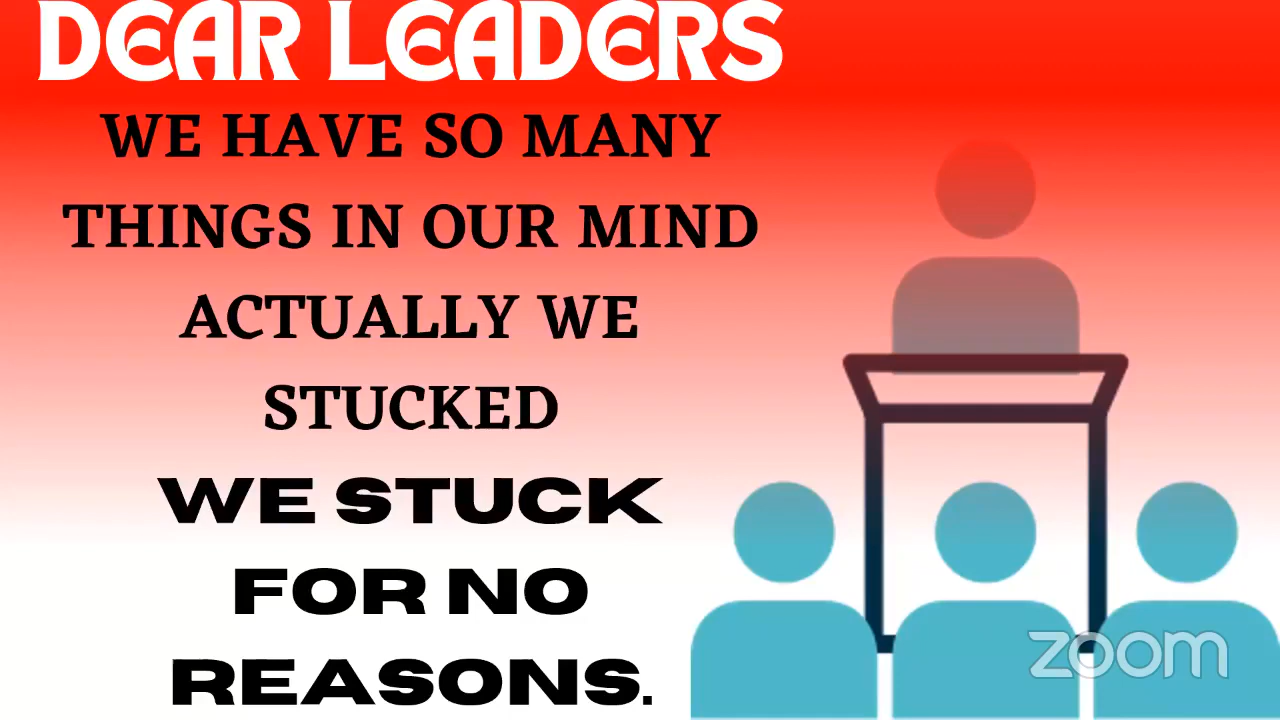 DEAR LEADERS
WE HAVE SO MANY
THINGS IN OUR MIND
ACTUALLY WE
STUCKED
WE STUCK
FOR NO
REASONS.
zoom